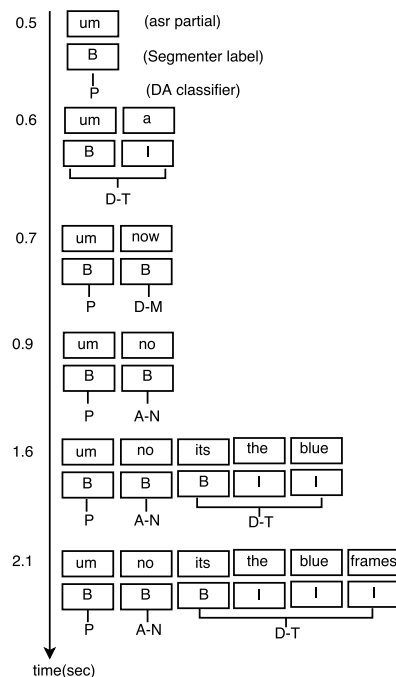 0.5 um (asr partial)
B (Segmenter label)
P (DA classifier)
0.6 um a
B I
D-T
0.7 um now
B B
P D-M
0.9 um no
B B
P A-N
1.6 um no its the blue
B B B I I
P A-N D-T
2.1 um no its the blue frames
B B B I I I
P A-N D-T
time(sec)